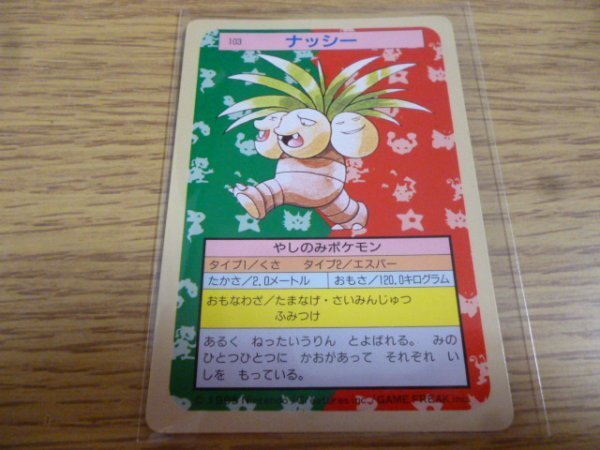 103
ナッシー
やしのみポケモン
タイプ1/くさ タイプ2/エスパー
たかさ/2.0メートル おもさ/120.0キログラム
おもなわざ/たまなげ・さいみんじゅつ
ふみつけ
あるく ねったいうりん とよばれる。 みの
ひとつひとつに かおがあって それぞれ い
しを もっている。
© 1995 Nintendo/Creatures inc./GAME FREAK inc.